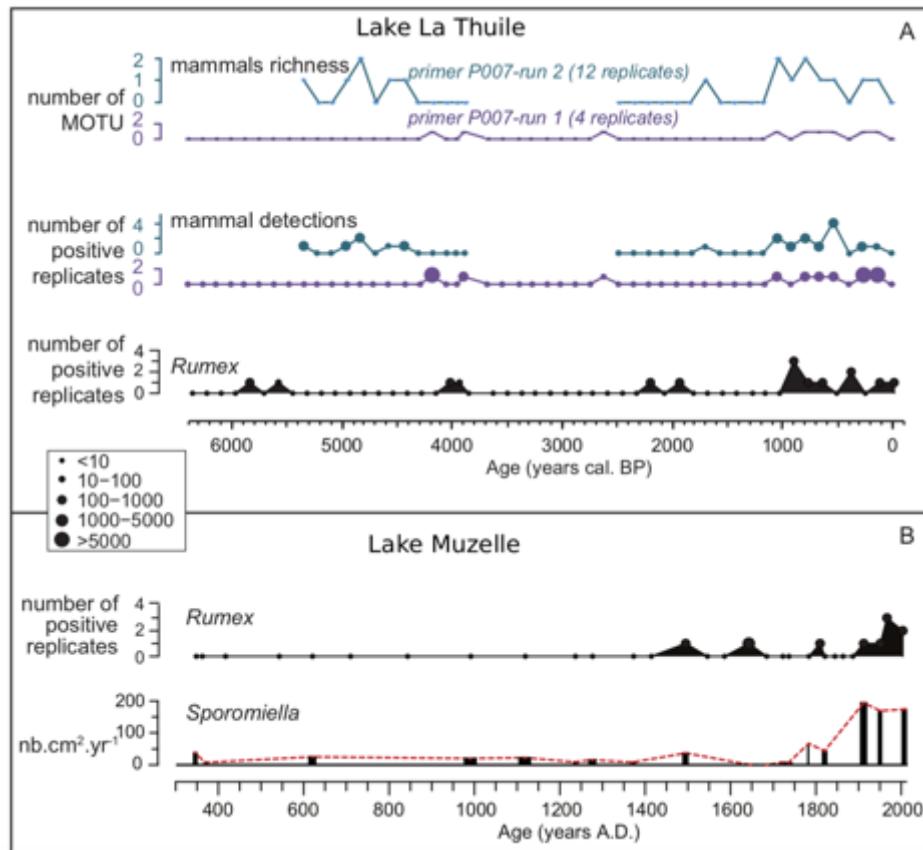 Lake La Thuile
A
mammals richness
primer P007-run 2 (12 replicates)
number of
MOTU
2
1
0
primer P007-run 1 (4 replicates)
2
0
number of
positive
replicates
mammal detections
4
2
0
2
0
number of
positive
replicates
Rumex
4
2
0
6000 5000 4000 3000 2000 1000 0
Age (years cal. BP)
<10
10–100
100–1000
1000–5000
>5000
Lake Muzelle
B
number of
positive
replicates
Rumex
4
2
0
Sporomiella
nb.cm².yr⁻¹
200
100
0
400 600 800 1000 1200 1400 1600 1800 2000
Age (years A.D.)